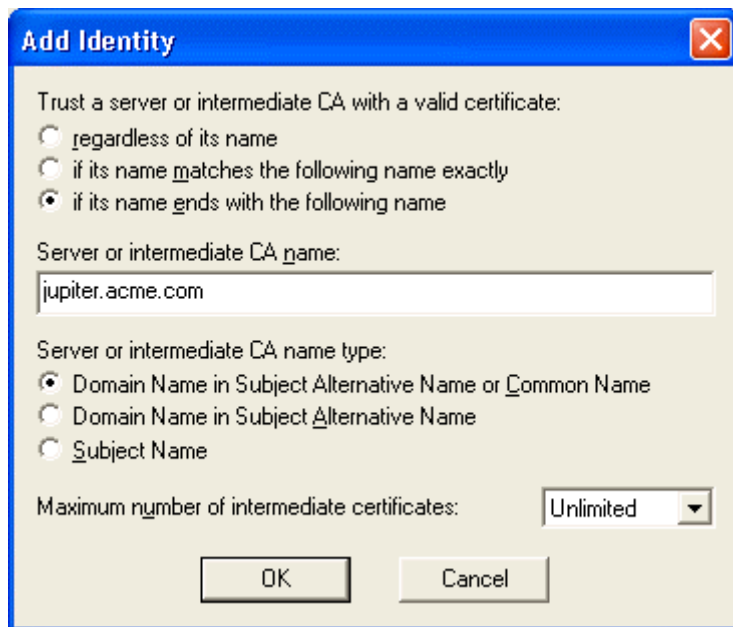 Add Identity
Trust a server or intermediate CA with a valid certificate:
regardless of its name
if its name matches the following name exactly
if its name ends with the following name
Server or intermediate CA name:
jupiter.acme.com
Server or intermediate CA name type:
Domain Name in Subject Alternative Name or Common Name
Domain Name in Subject Alternative Name
Subject Name
Maximum number of intermediate certificates: Unlimited
OK Cancel